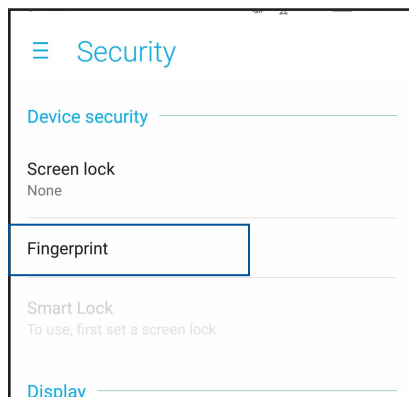 Security
Device security
Screen lock
None
Fingerprint
Smart Lock
To use, first set a screen lock
Display